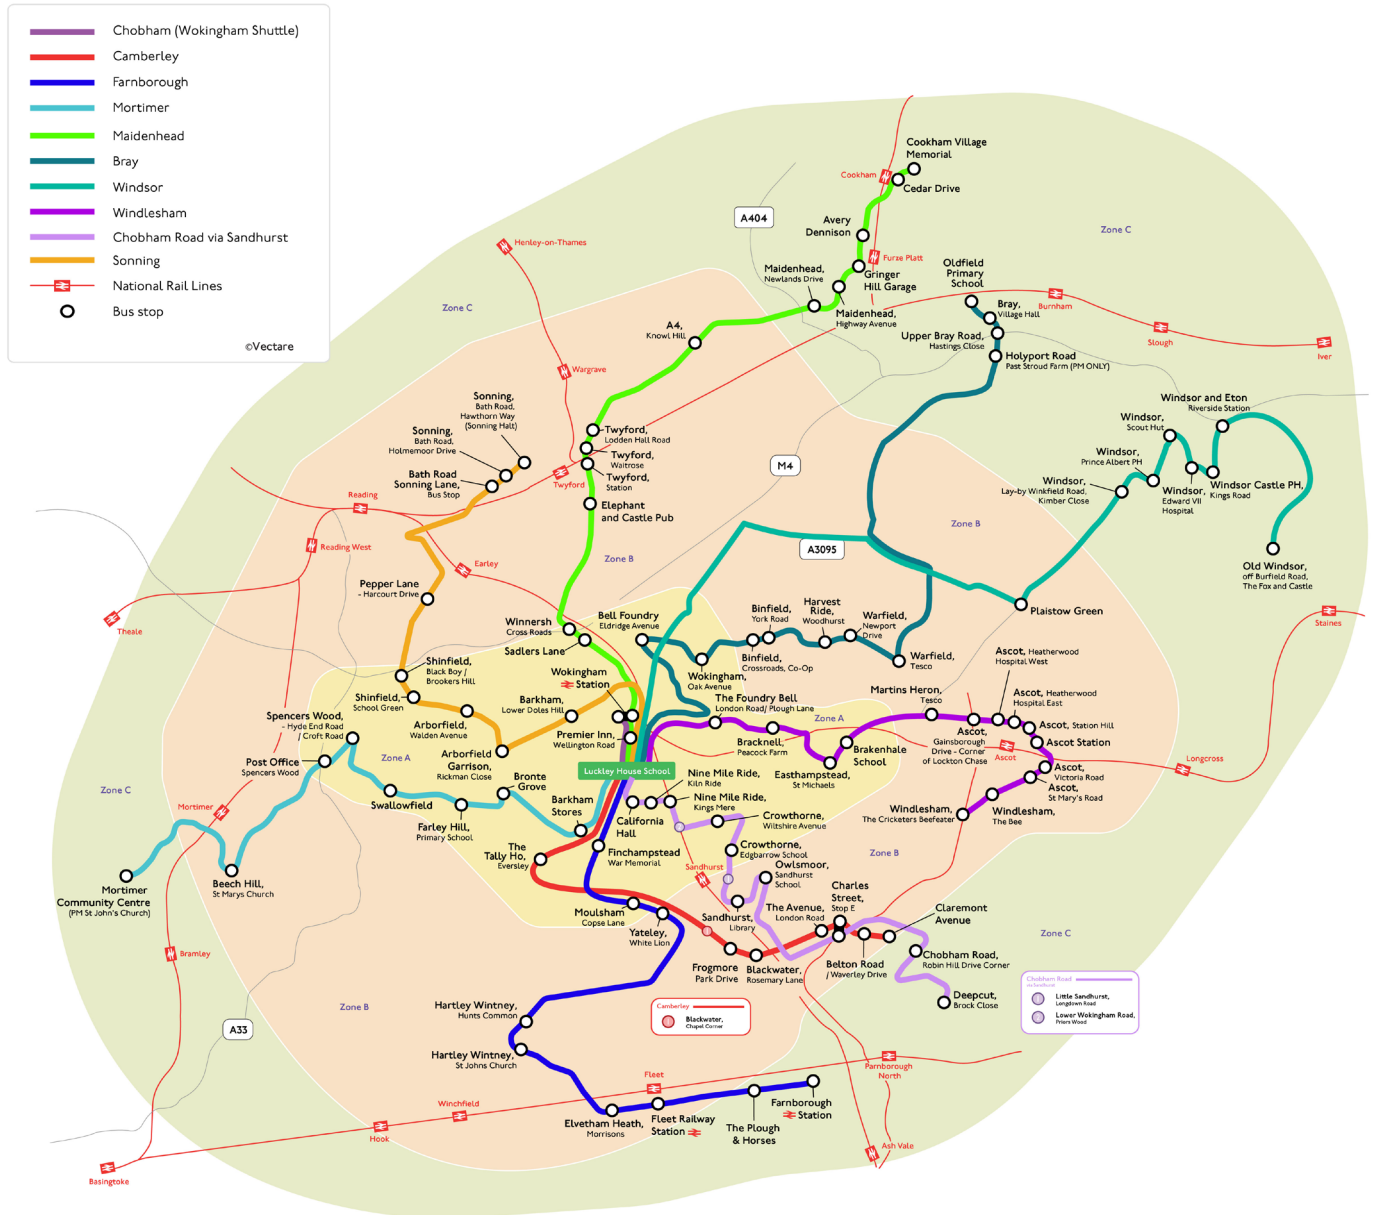 Chobham (Wokingham Shuttle)
Camberley
Farnborough
Mortimer
Maidenhead
Bray
Windsor
Windlesham
Chobham Road via Sandhurst
Sonning
National Rail Lines
Bus stop
©Vectare
Cookham Village
Memorial
Cookham
Cedar Drive
A404
Zone C
Avery
Dennison
Henley-on-Thames
Furze Platt
Oldfield
Primary
School
Maidenhead,
Newlands Drive
Gringer
Hill Garage
Burnham
Bray,
Village Hall
Zone C
Maidenhead,
Highway Avenue
A4,
Knowl Hill
Upper Bray Road,
Hastings Close
Slough
Iver
Holyport Road
Past Stroud Farm (PM ONLY)
Wargrave
Sonning,
Bath Road,
Hawthorn Way
(Sonning Halt)
Windsor and Eton
Riverside Station
Windsor,
Scout Hut
Sonning,
Bath Road,
Holmemoor Drive
Twyford,
Lodden Hall Road
Twyford,
Waitrose
Twyford,
Station
M4
Windsor,
Prince Albert PH
Bath Road
Sonning Lane,
Bus Stop
Twyford
Windsor,
Lay-by Winkfield Road,
Kimber Close
Windsor,
Edward VII
Hospital
Windsor Castle PH,
Kings Road
Reading
Elephant
and Castle Pub
Zone B
Reading West
A3095
Earley
Zone B
Old Windsor,
off Burfield Road,
The Fox and Castle
Pepper Lane
- Harcourt Drive
Theale
Plaistow Green
Staines
Winnersh
Cross Roads
Bell Foundry
Eldridge Avenue
Binfield,
York Road
Harvest
Ride,
Woodhurst
Warfield,
Newport
Drive
Sadlers Lane
Binfield,
Crossroads, Co-Op
Warfield,
Tesco
Ascot, Heatherwood
Hospital West
Shinfield,
Black Boy /
Brookers Hill
Wokingham
Station
Wokingham,
Oak Avenue
Martins Heron,
Tesco
Ascot, Heatherwood
Hospital East
Shinfield,
School Green
Barkham,
Lower Doles Hill
The Foundry Bell
London Road/ Plough Lane
Zone A
Ascot, Station Hill
Spencers Wood,
- Hyde End Road
/ Croft Road
Arborfield,
Walden Avenue
Premier Inn,
Wellington Road
Bracknell,
Peacock Farm
Brakenhale
School
Ascot,
Gainsborough
Drive - Corner
of Lockton Chase
Ascot Station
Ascot
Zone A
Arborfield
Garrison,
Rickman Close
Post Office
Spencers Wood
Luckley House School
Easthampstead,
St Michaels
Ascot,
Victoria Road
Longcross
Ascot,
St Mary's Road
Zone C
Bronte
Grove
Nine Mile Ride,
Kiln Ride
Nine Mile Ride,
Kings Mere
Swallowfield
Barkham
Stores
California
Hall
Crowthorne,
Wiltshire Avenue
Windlesham,
The Cricketers Beefeater
Windlesham,
The Bee
Mortimer
Farley Hill,
Primary School
The
Tally Ho,
Eversley
Finchampstead
War Memorial
Crowthorne,
Edgbarrow School
Zone B
Sandhurst
Owlsmoor,
Sandhurst
School
Mortimer
Community Centre
(PM St John's Church)
Beech Hill,
St Marys Church
Charles
Street,
Stop E
Moulsham
Copse Lane
Sandhurst,
Library
The Avenue,
London Road
Claremont
Avenue
Yateley,
White Lion
Zone C
Bramley
Frogmore
Park Drive
Blackwater,
Rosemary Lane
Belton Road
/ Waverley Drive
Chobham Road,
Robin Hill Drive Corner
Deepcut,
Brock Close
Zone B
Hartley Wintney,
Hunts Common
Camberley
Blackwater,
Chapel Corner
Chobham Road
via Sandhurst
Little Sandhurst,
Longdown Road
Lower Wokingham Road,
Priors Wood
A33
Hartley Wintney,
St Johns Church
Fleet
Farnborough
North
Winchfield
Hook
Elvetham Heath,
Morrisons
Fleet Railway
Station
The Plough
& Horses
Farnborough
Station
Ash Vale
Basingtoke